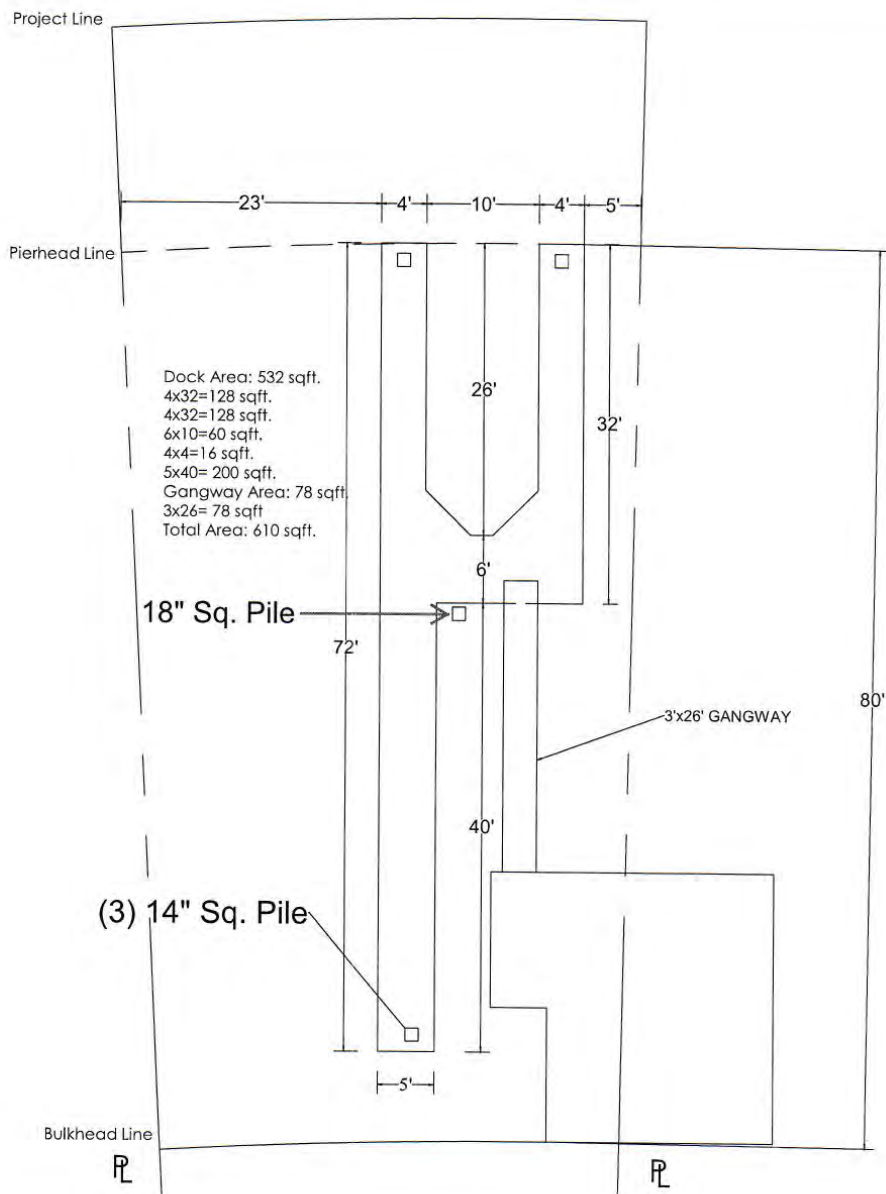 Project Line
23'
4'
10'
4'
5'
Pierhead Line
Dock Area: 532 sqft.
4x32=128 sqft.
4x32=128 sqft.
6x10=60 sqft.
4x4=16 sqft.
5x40= 200 sqft.
Gangway Area: 78 sqft.
3x26= 78 sqft
Total Area: 610 sqft.
26'
32'
6'
18" Sq. Pile
72'
80'
3'x26' GANGWAY
40'
(3) 14" Sq. Pile
5'
Bulkhead Line
PL
PL